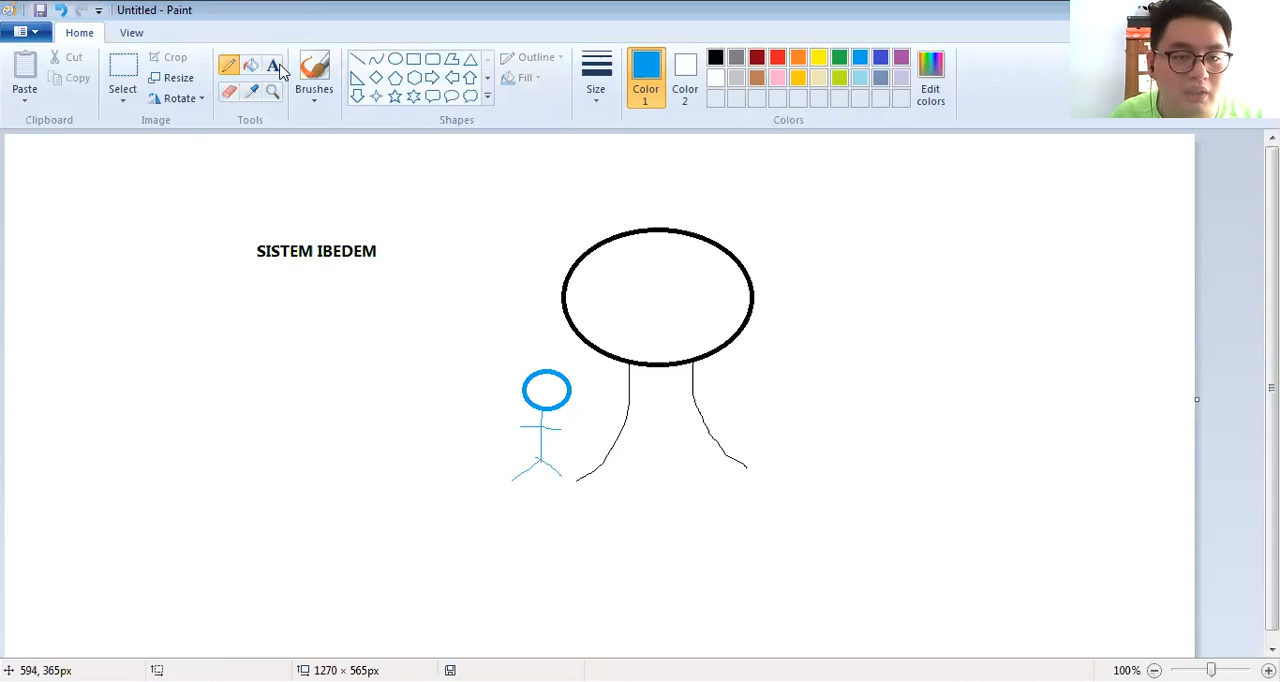 Untitled - Paint
Home
View
Paste
Cut
Copy
Clipboard
Select
Crop
Resize
Rotate
Image
A
Tools
Brushes
Outline
Fill
Shapes
Size
Color 1
Color 2
Edit colors
Colors
SISTEM IBEDEM
594, 365px
1270 × 565px
100%